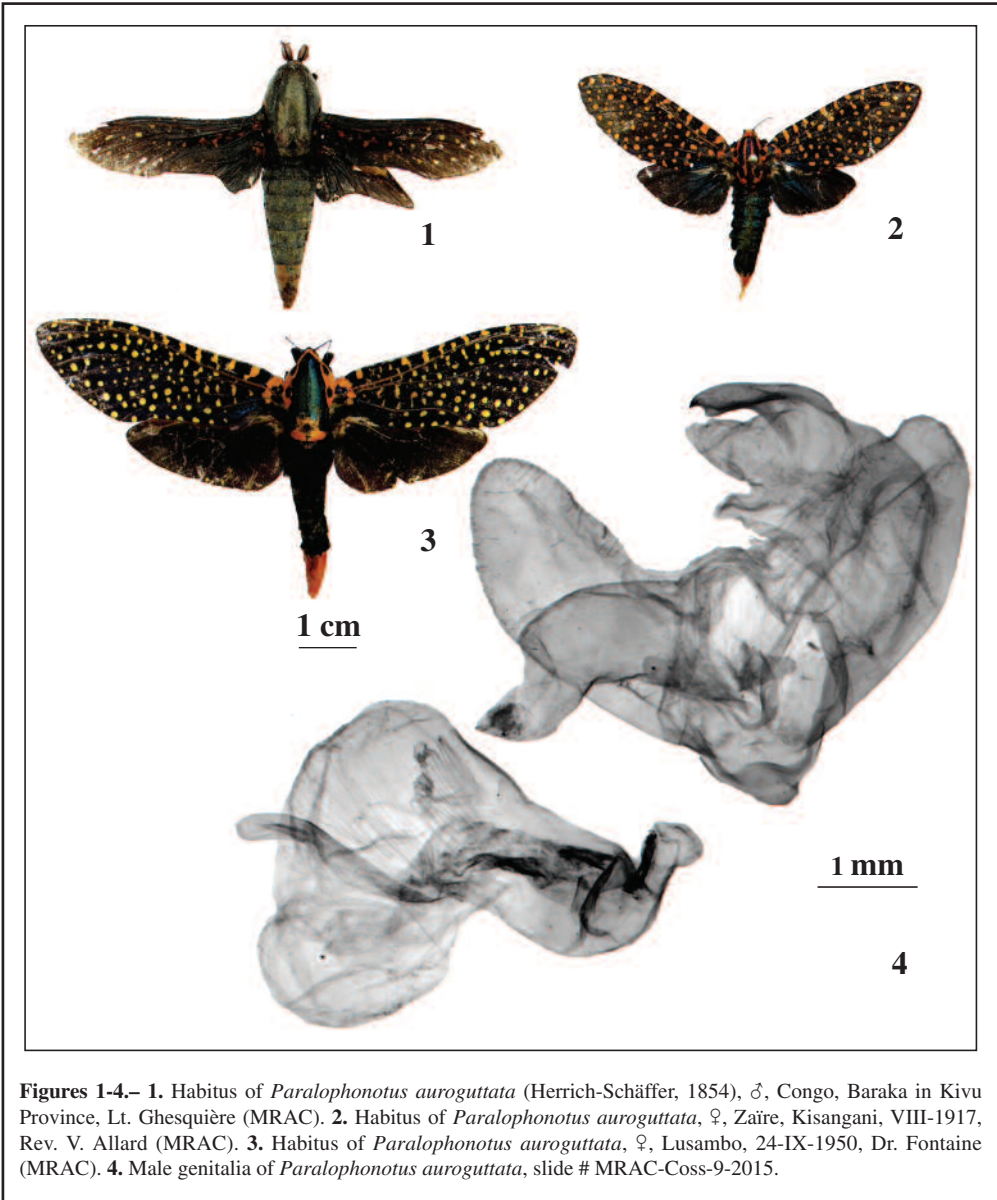 1
2
3
1 cm
1 mm
4
Figures 1-4.– 1. Habitus of Paralophonotus auroguttata (Herrich-Schäffer, 1854), ♂, Congo, Baraka in Kivu
Province, Lt. Ghesquière (MRAC). 2. Habitus of Paralophonotus auroguttata, ♀, Zaïre, Kisangani, VIII-1917,
Rev. V. Allard (MRAC). 3. Habitus of Paralophonotus auroguttata, ♀, Lusambo, 24-IX-1950, Dr. Fontaine
(MRAC). 4. Male genitalia of Paralophonotus auroguttata, slide # MRAC-Coss-9-2015.